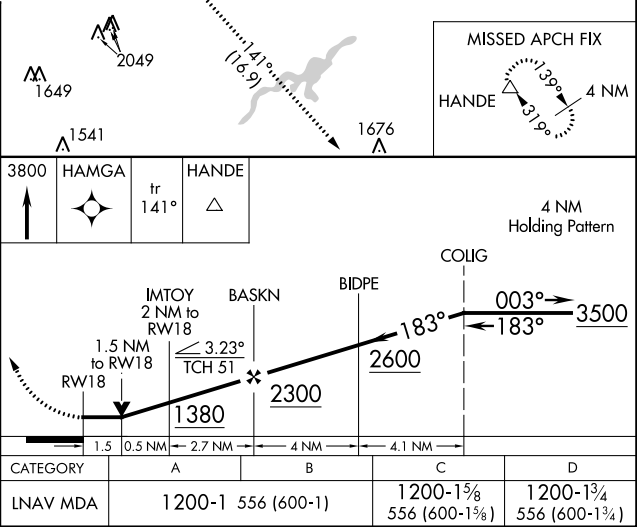 2049
1649
1541
141°
(16.9)
1676
MISSED APCH FIX
HANDE
139°
319°
4 NM
3800
HAMGA
tr
141°
HANDE
4 NM
Holding Pattern
COLIG
BIDPE
BASKN
IMTOY
2 NM to
RW18
1.5 NM
to RW18
RW18
3.23°
TCH 51
183°
003°
183°
3500
2600
2300
1380
1.5 0.5 NM 2.7 NM 4 NM 4.1 NM
CATEGORY A B C D
LNAV MDA 1200-1 556 (600-1) 1200-1⅝ 1200-1¾
556 (600-1⅝) 556 (600-1¾)